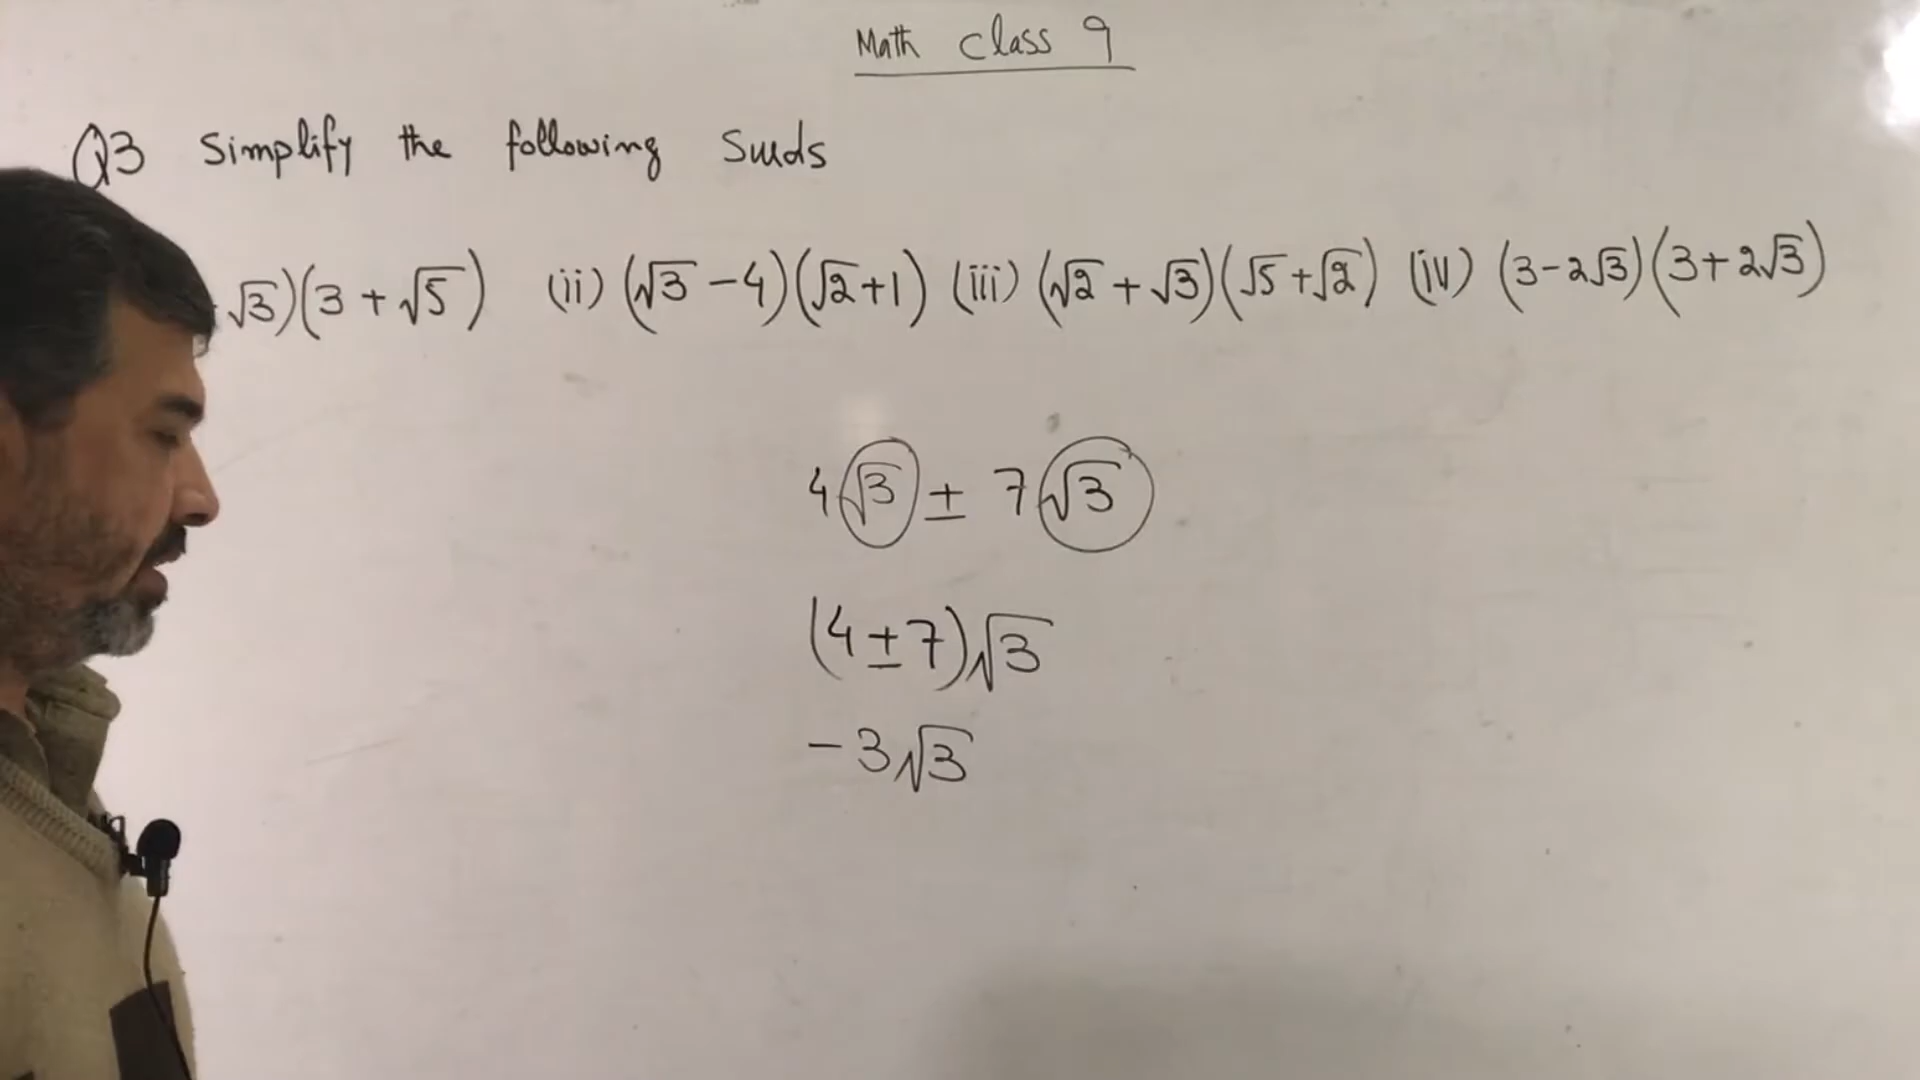 Math Class 9
Q3 Simplify the following Surds
√3)(3 + √5) (ii) (√3 - 4)(√2+1) (iii) (√2 + √3)(√5 + √2) (iv) (3-2√3)(3+2√3)
4√3 ± 7√3
(4±7)√3
-3√3